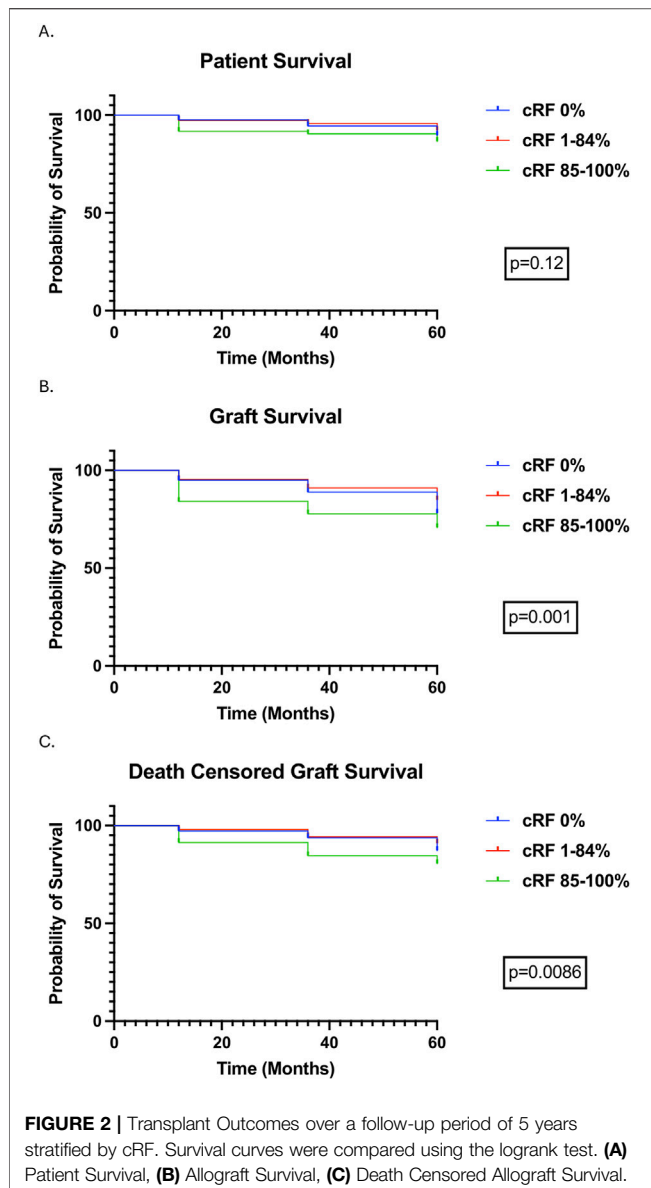 A.
Patient Survival
Probability of Survival
100
50
0
0 20 40 60
Time (Months)
cRF 0%
cRF 1-84%
cRF 85-100%
p=0.12
B.
Graft Survival
Probability of Survival
100
50
0
0 20 40 60
Time (Months)
cRF 0%
cRF 1-84%
cRF 85-100%
p=0.001
C.
Death Censored Graft Survival
Probability of Survival
100
50
0
0 20 40 60
Time (Months)
cRF 0%
cRF 1-84%
cRF 85-100%
p=0.0086
FIGURE 2 | Transplant Outcomes over a follow-up period of 5 years
stratified by cRF. Survival curves were compared using the logrank test. (A)
Patient Survival, (B) Allograft Survival, (C) Death Censored Allograft Survival.